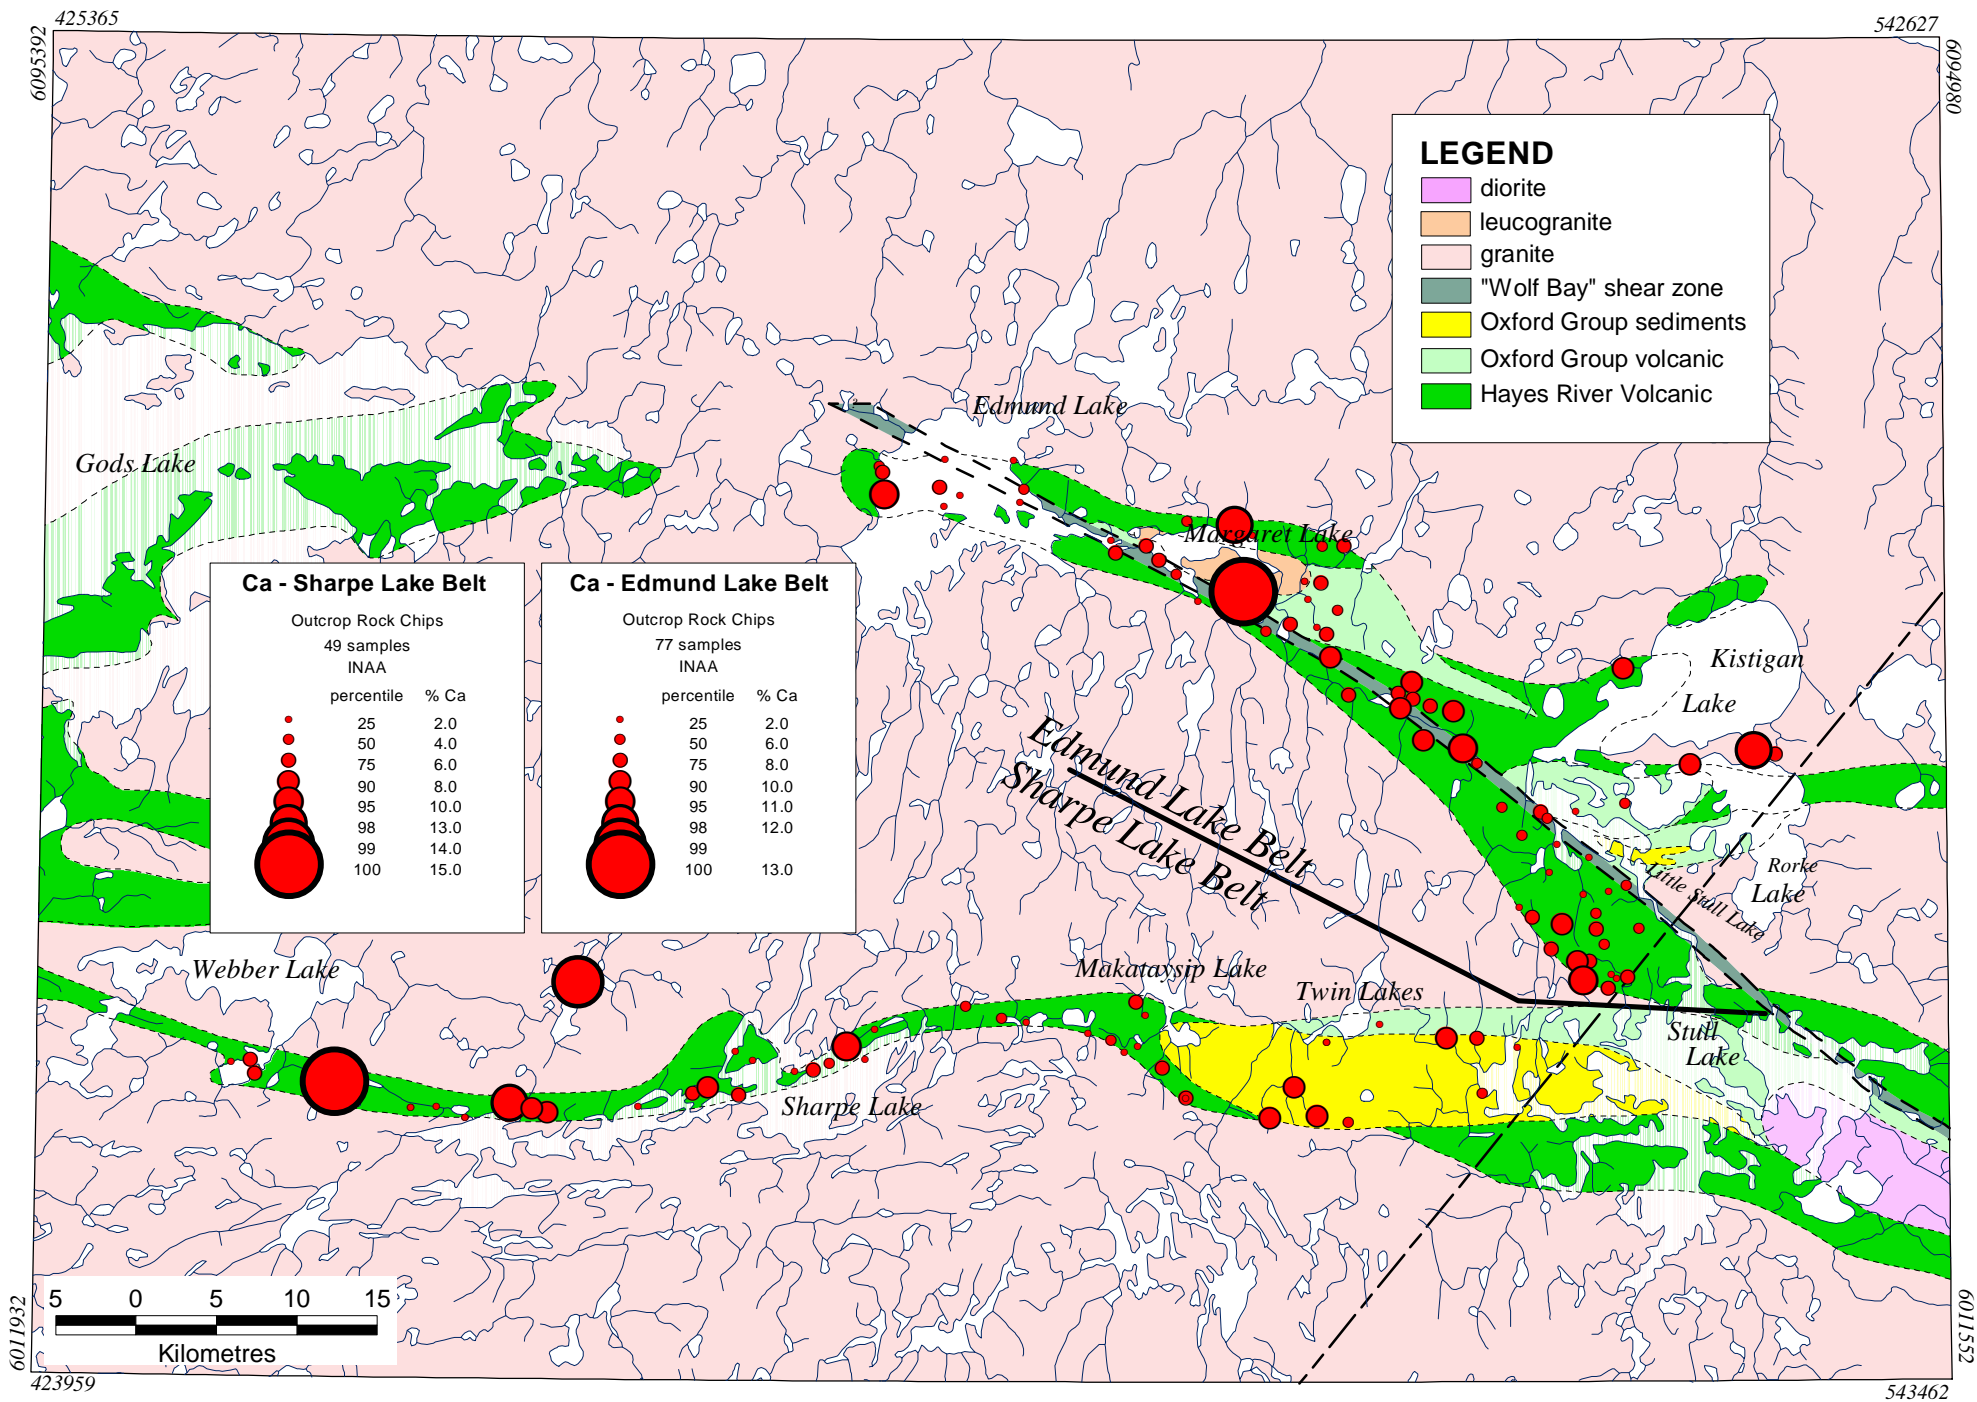 425365
542627
6095392
6094980
LEGEND
diorite
leucogranite
granite
"Wolf Bay" shear zone
Oxford Group sediments
Oxford Group volcanic
Hayes River Volcanic
Edmund Lake
Gods Lake
Margaret Lake
Kistigan
Lake
Ca - Sharpe Lake Belt
Outcrop Rock Chips
49 samples
INAA
percentile % Ca
25 2.0
50 4.0
75 6.0
90 8.0
95 10.0
98 13.0
99 14.0
100 15.0
Ca - Edmund Lake Belt
Outcrop Rock Chips
77 samples
INAA
percentile % Ca
25 2.0
50 6.0
75 8.0
90 10.0
95 11.0
98 12.0
99
100 13.0
Edmund Lake Belt
Sharpe Lake Belt
Rorke
Lake
Little Stull Lake
Webber Lake
Makataysip Lake
Twin Lakes
Stull
Lake
Sharpe Lake
5 0 5 10 15
Kilometres
6011932
6011552
423959
543462